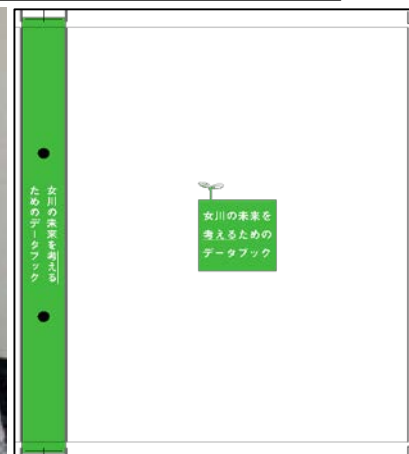 女川の未来を考える
ためのデータブック
女川の未来を
考えるための
データブック